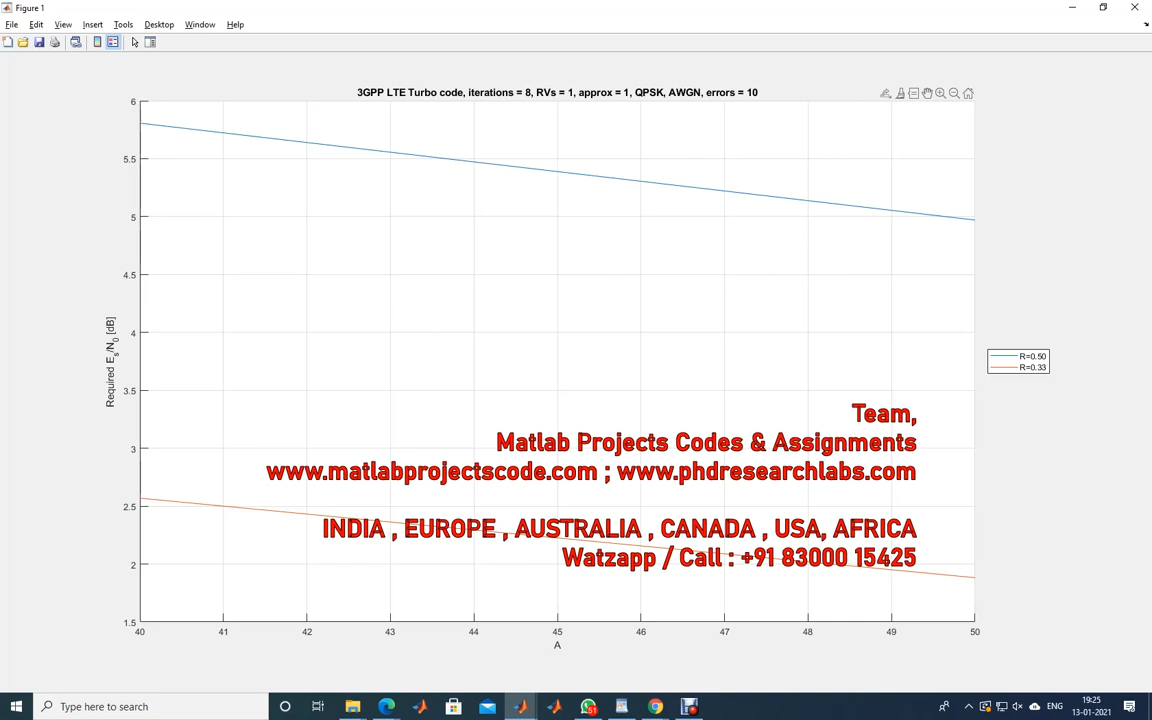 Figure 1
File Edit View Insert Tools Desktop Window Help
3GPP LTE Turbo code, iterations = 8, RVs = 1, approx = 1, QPSK, AWGN, errors = 10
6
5.5
5
4.5
4
3.5
3
2.5
2
1.5
Required Es/N0 [dB]
40 41 42 43 44 45 46 47 48 49 50
A
R=0.50
R=0.33
Team,
Matlab Projects Codes & Assignments
www.matlabprojectscode.com ; www.phdresearchlabs.com
INDIA , EUROPE , AUSTRALIA , CANADA , USA, AFRICA
Watzapp / Call : +91 83000 15425
Type here to search
51
ENG
19:25
13-01-2021